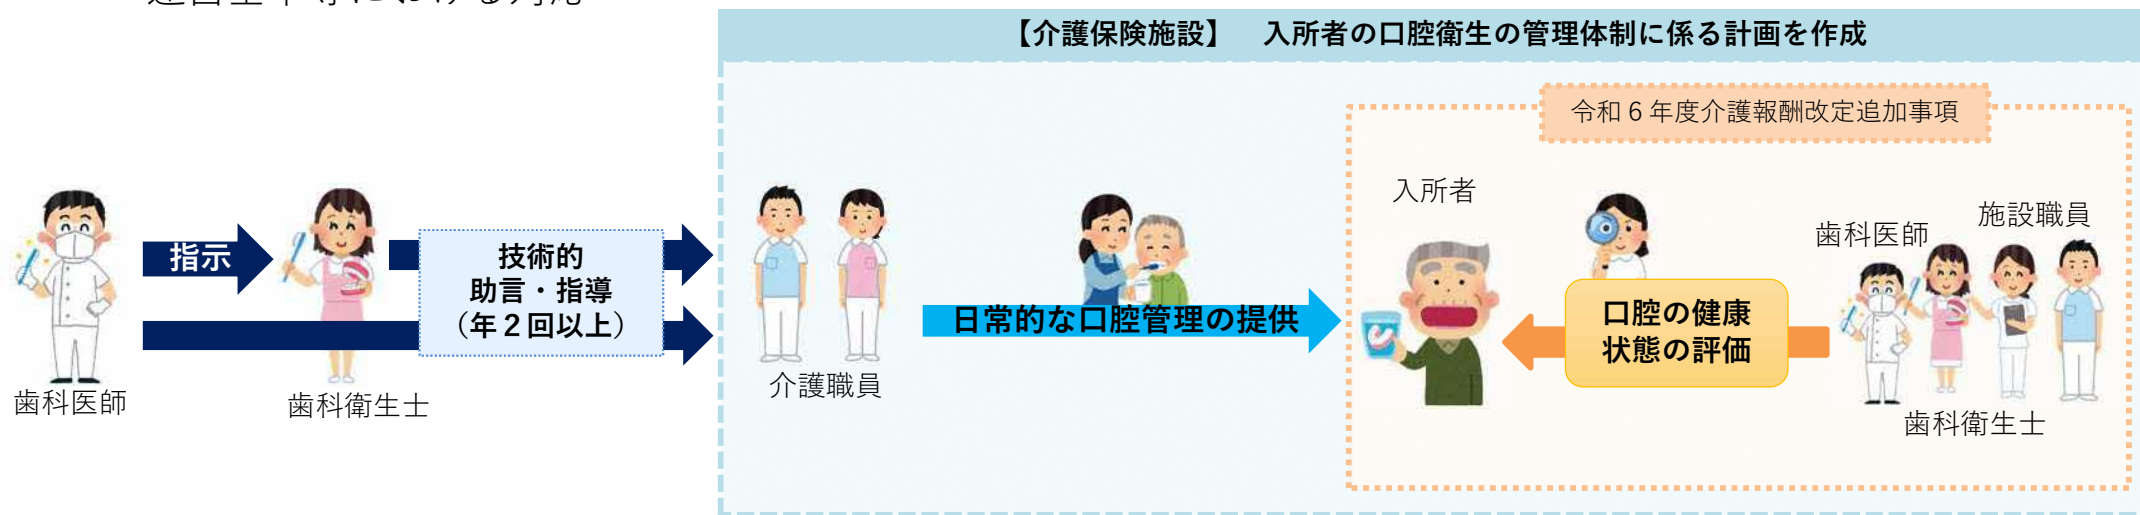 【介護保険施設】　入所者の口腔衛生の管理体制に係る計画を作成
令和６年度介護報酬改定追加事項
指示
技術的
助言・指導
（年２回以上）
歯科医師
歯科衛生士
介護職員
日常的な口腔管理の提供
入所者
口腔の健康
状態の評価
歯科医師
施設職員
歯科衛生士